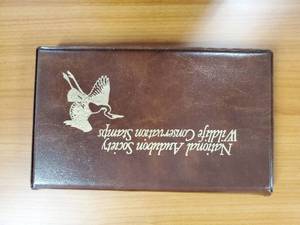 National Audubon Society
Wildlife Conservation Stamps